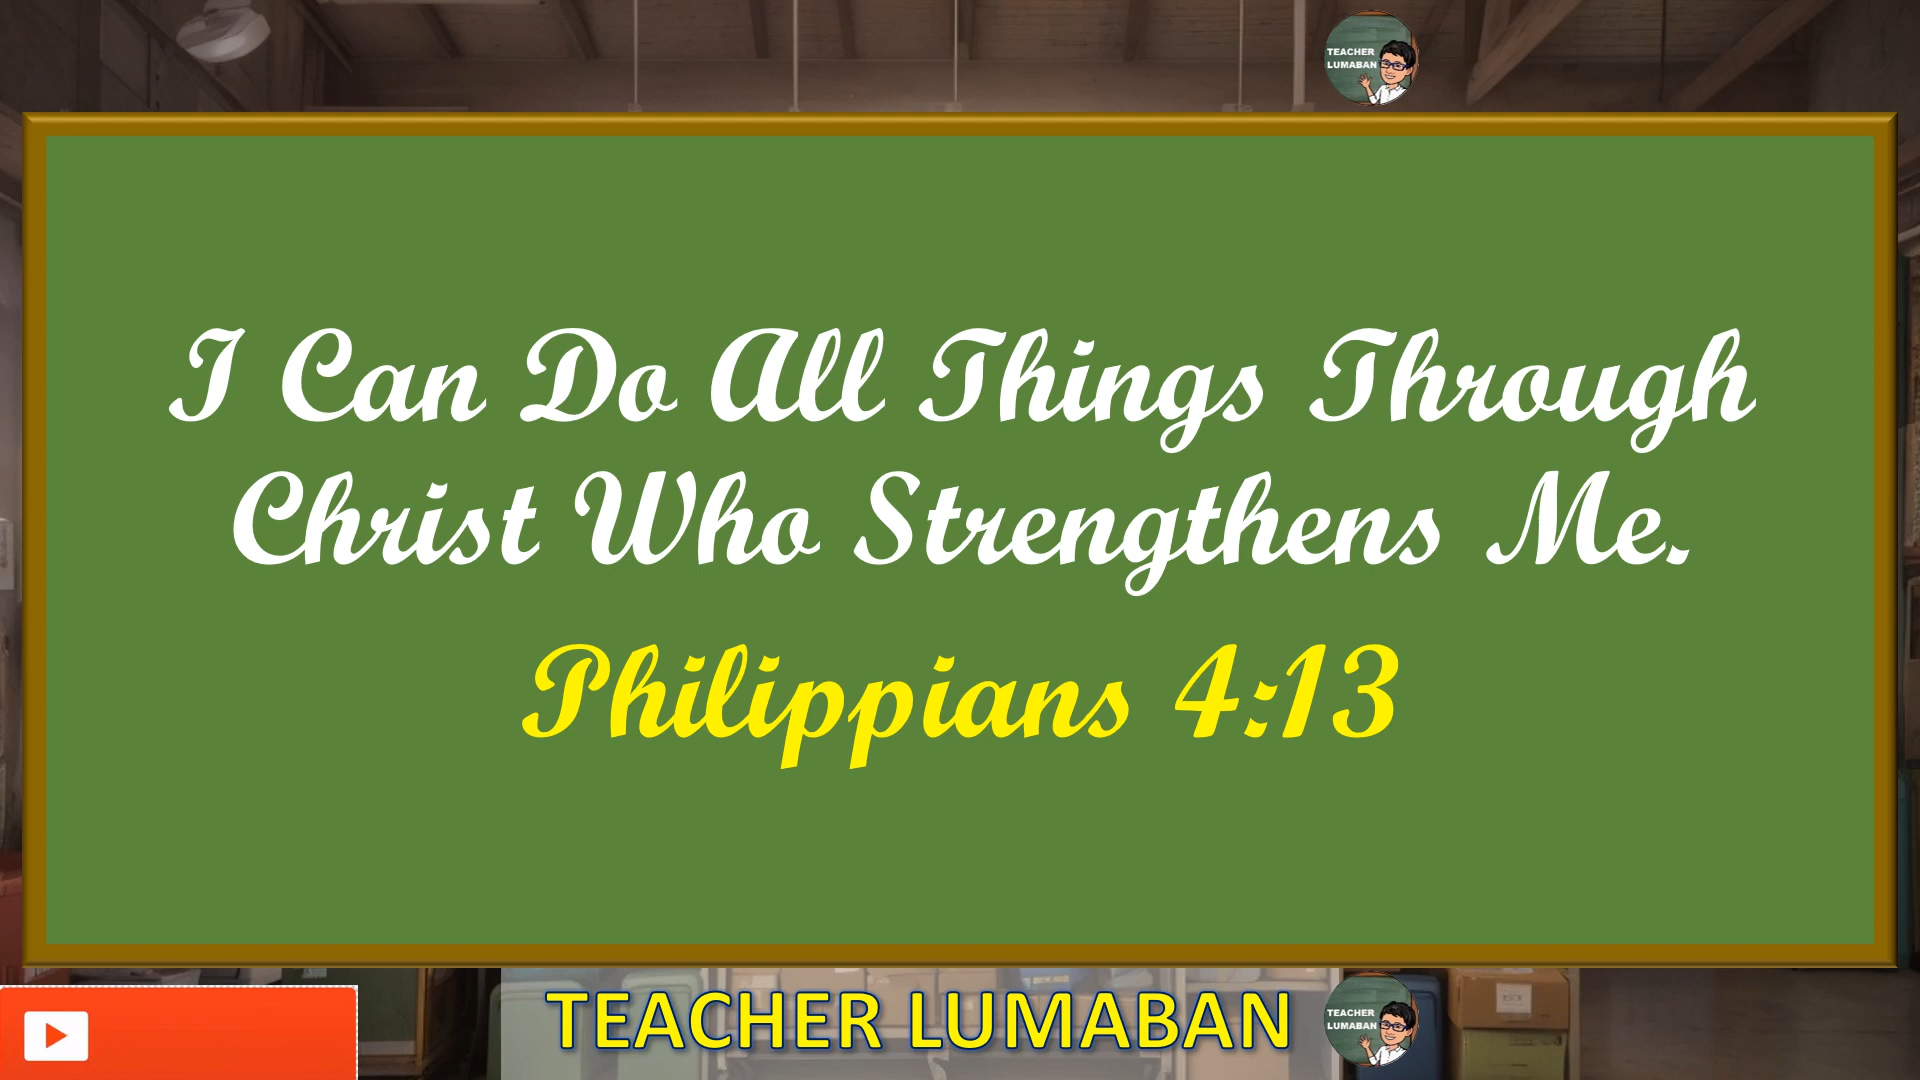 TEACHER
LUMABAN
I Can Do All Things Through
Christ Who Strengthens Me.
Philippians 4:13
TEACHER LUMABAN
TEACHER
LUMABAN